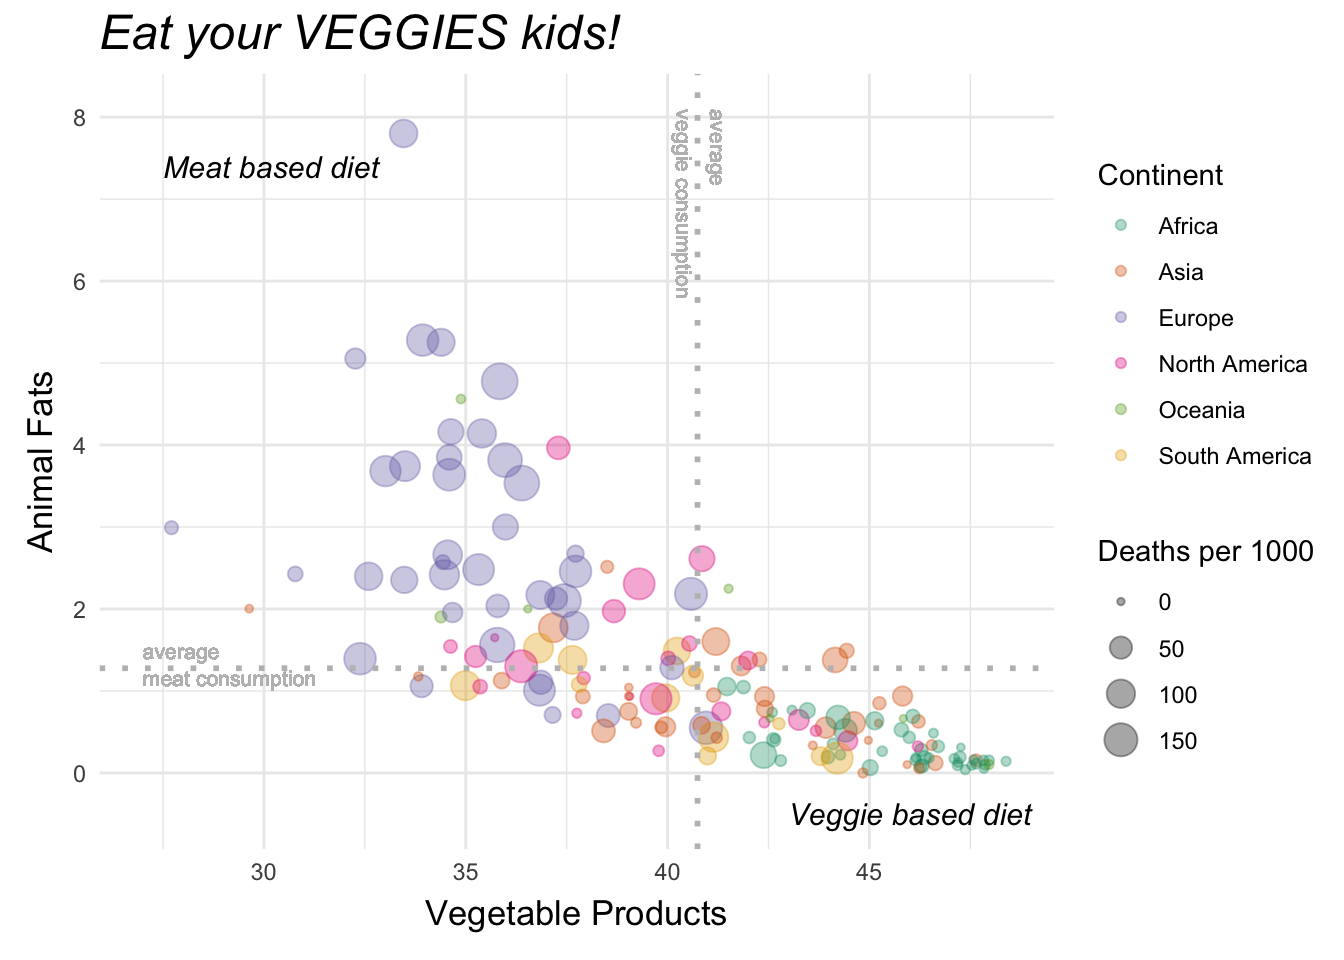 Eat your VEGGIES kids!
8
6
4
2
0
Animal Fats
Meat based diet
average
veggie consumption
average
meat consumption
Veggie based diet
30
35
40
45
Vegetable Products
Continent
Africa
Asia
Europe
North America
Oceania
South America
Deaths per 1000
0
50
100
150